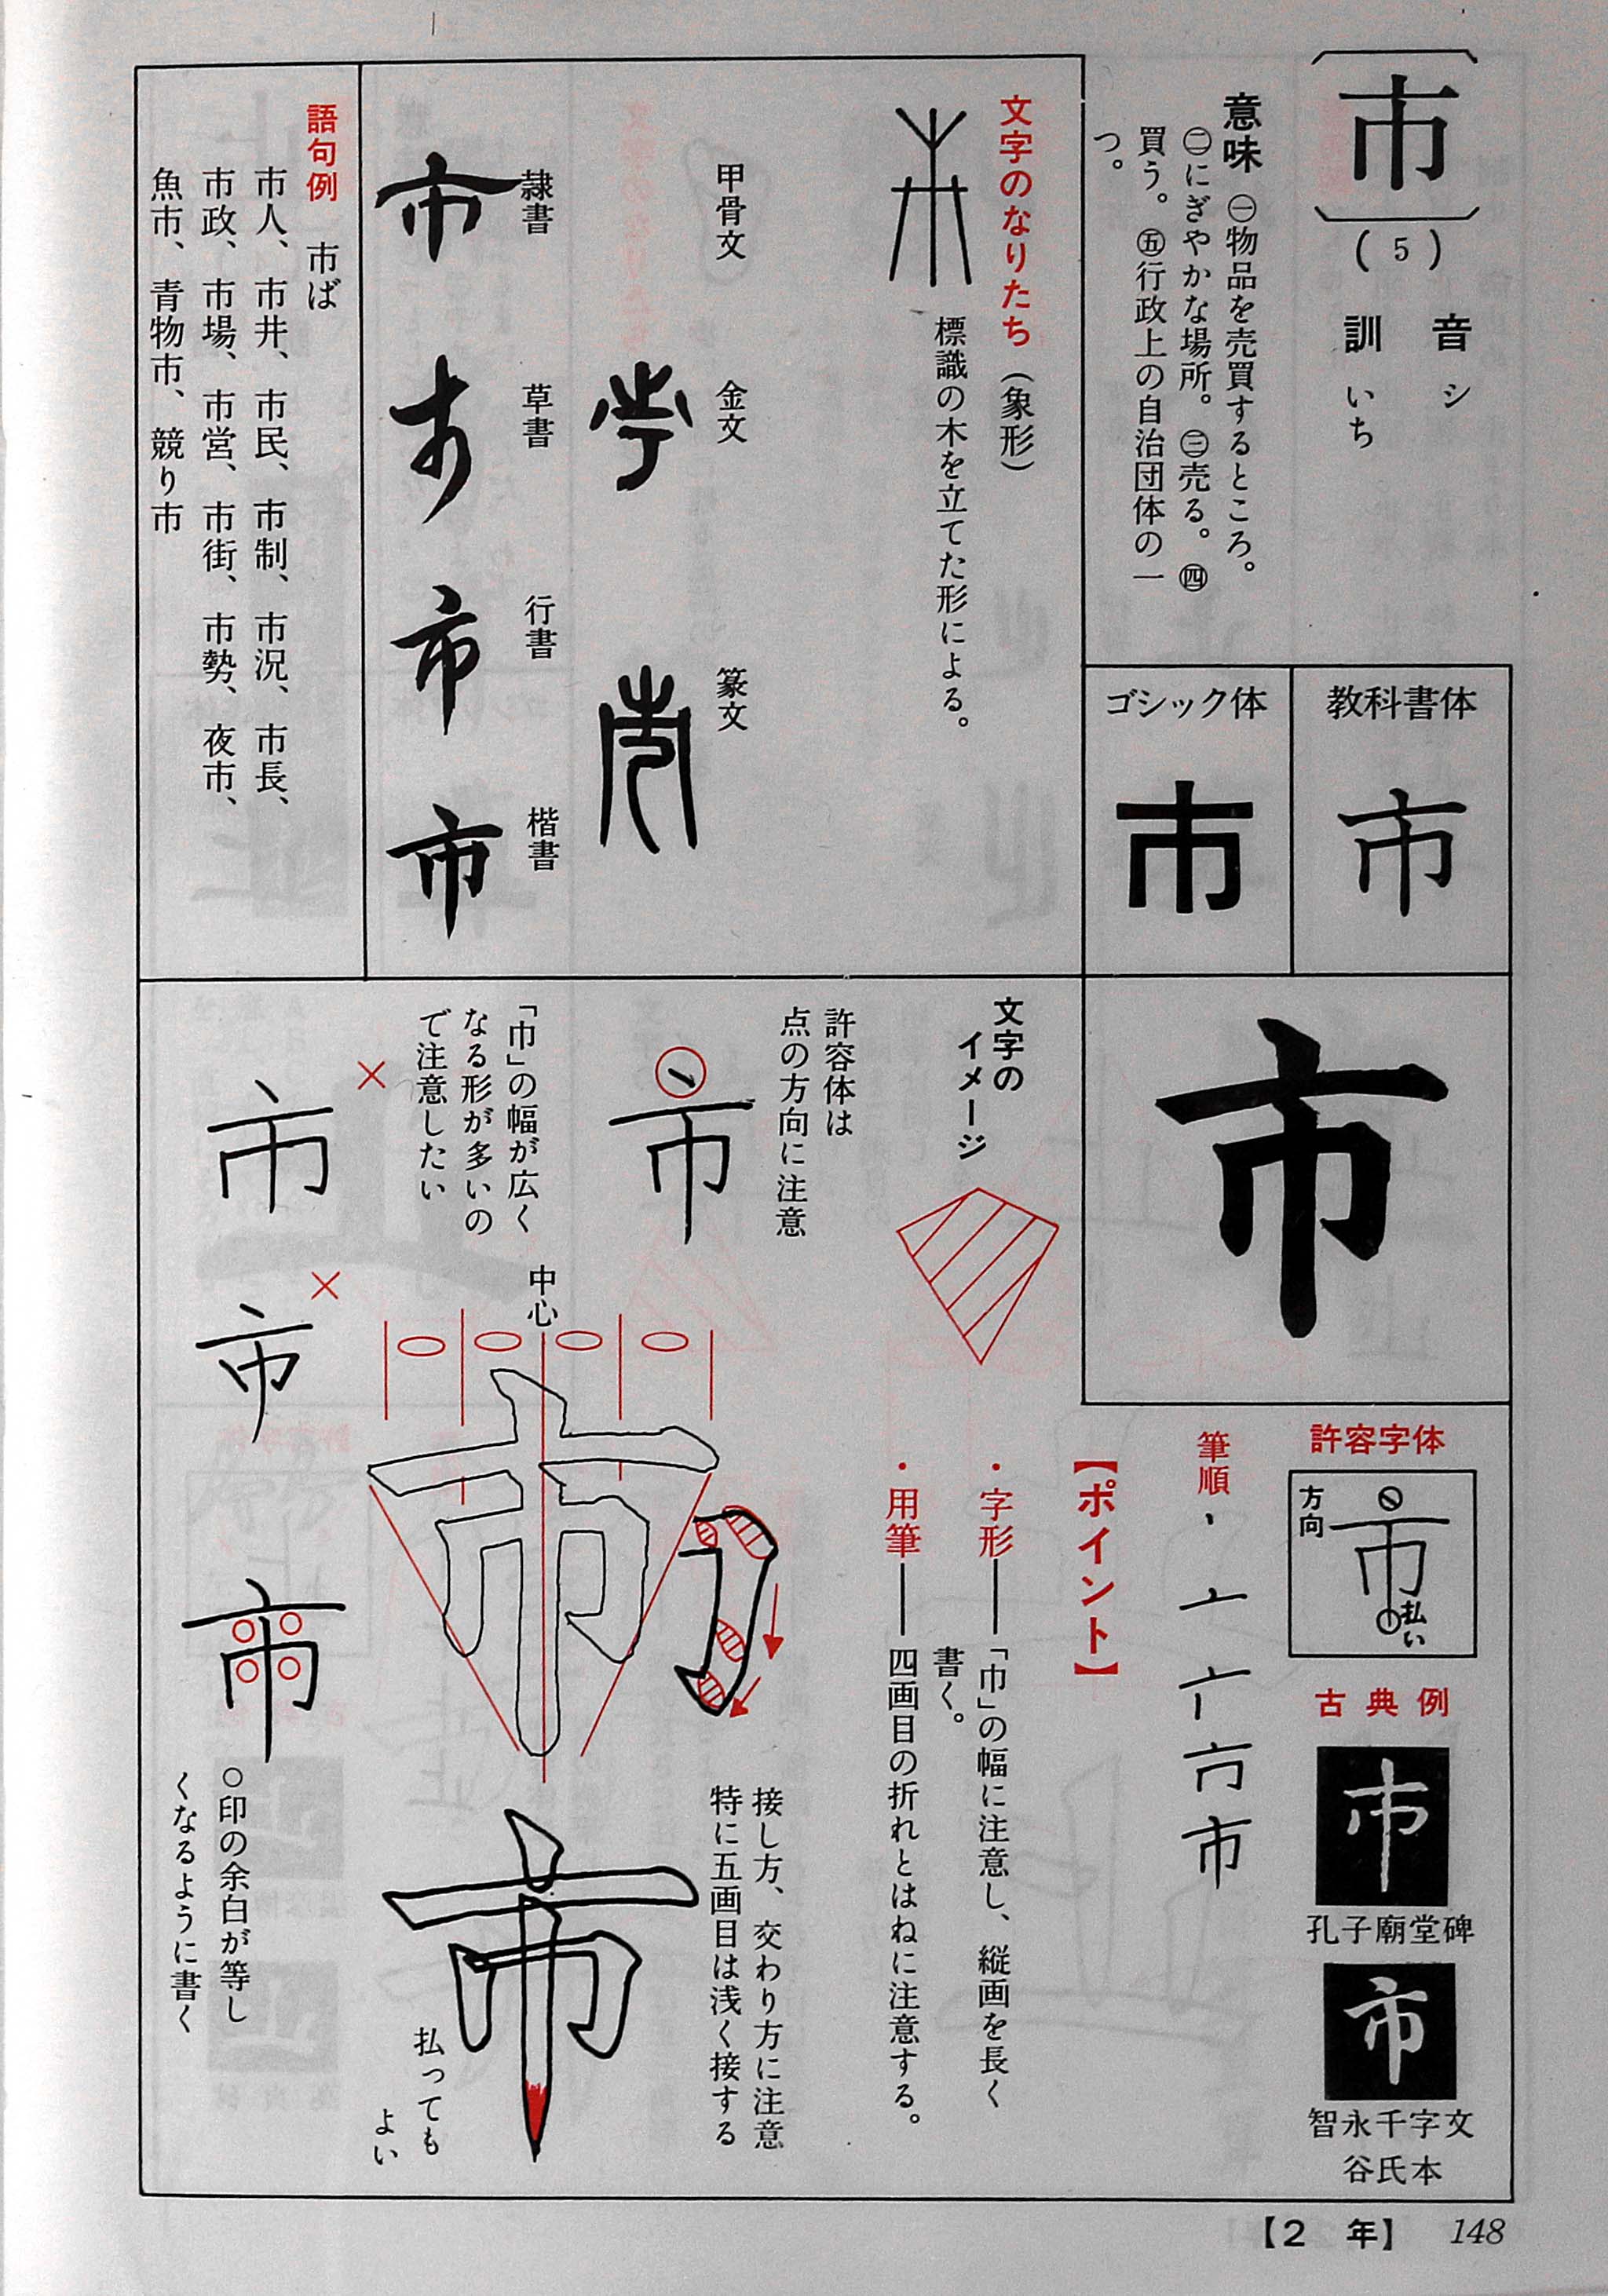 市
(5)
音 シ
訓 いち
意味 ㊀物品を売買するところ。
㊁にぎやかな場所。㊂売る。㊃
買う。㊄行政上の自治団体の一
つ。
教科書体
市
ゴシック体
市
文字のなりたち(象形)
標識の木を立てた形による。
甲骨文
金文
篆文
隷書
草書
行書
楷書
市
市
市
市
語句例 市ば
市人、市井、市民、市制、市況、市長、
市政、市場、市営、市街、市勢、夜市、
魚市、青物市、競り市
市
許容字体
市
方向
払い
古典例
市
孔子廟堂碑
市
智永千字文
谷氏本
筆順
市
【ポイント】
・字形──「巾」の幅に注意し、縦画を長く
書く。
・用筆──四画目の折れとはねに注意する。
文字の
イメージ
許容体は
点の方向に注意
市
「巾」の幅が広く
なる形が多いの
で注意したい
×
市
×
市
中心
市
接し方、交わり方に注意
特に五画目は浅く接する
市
払っても
よい
市
○印の余白が等し
くなるように書く
【2 年】 148